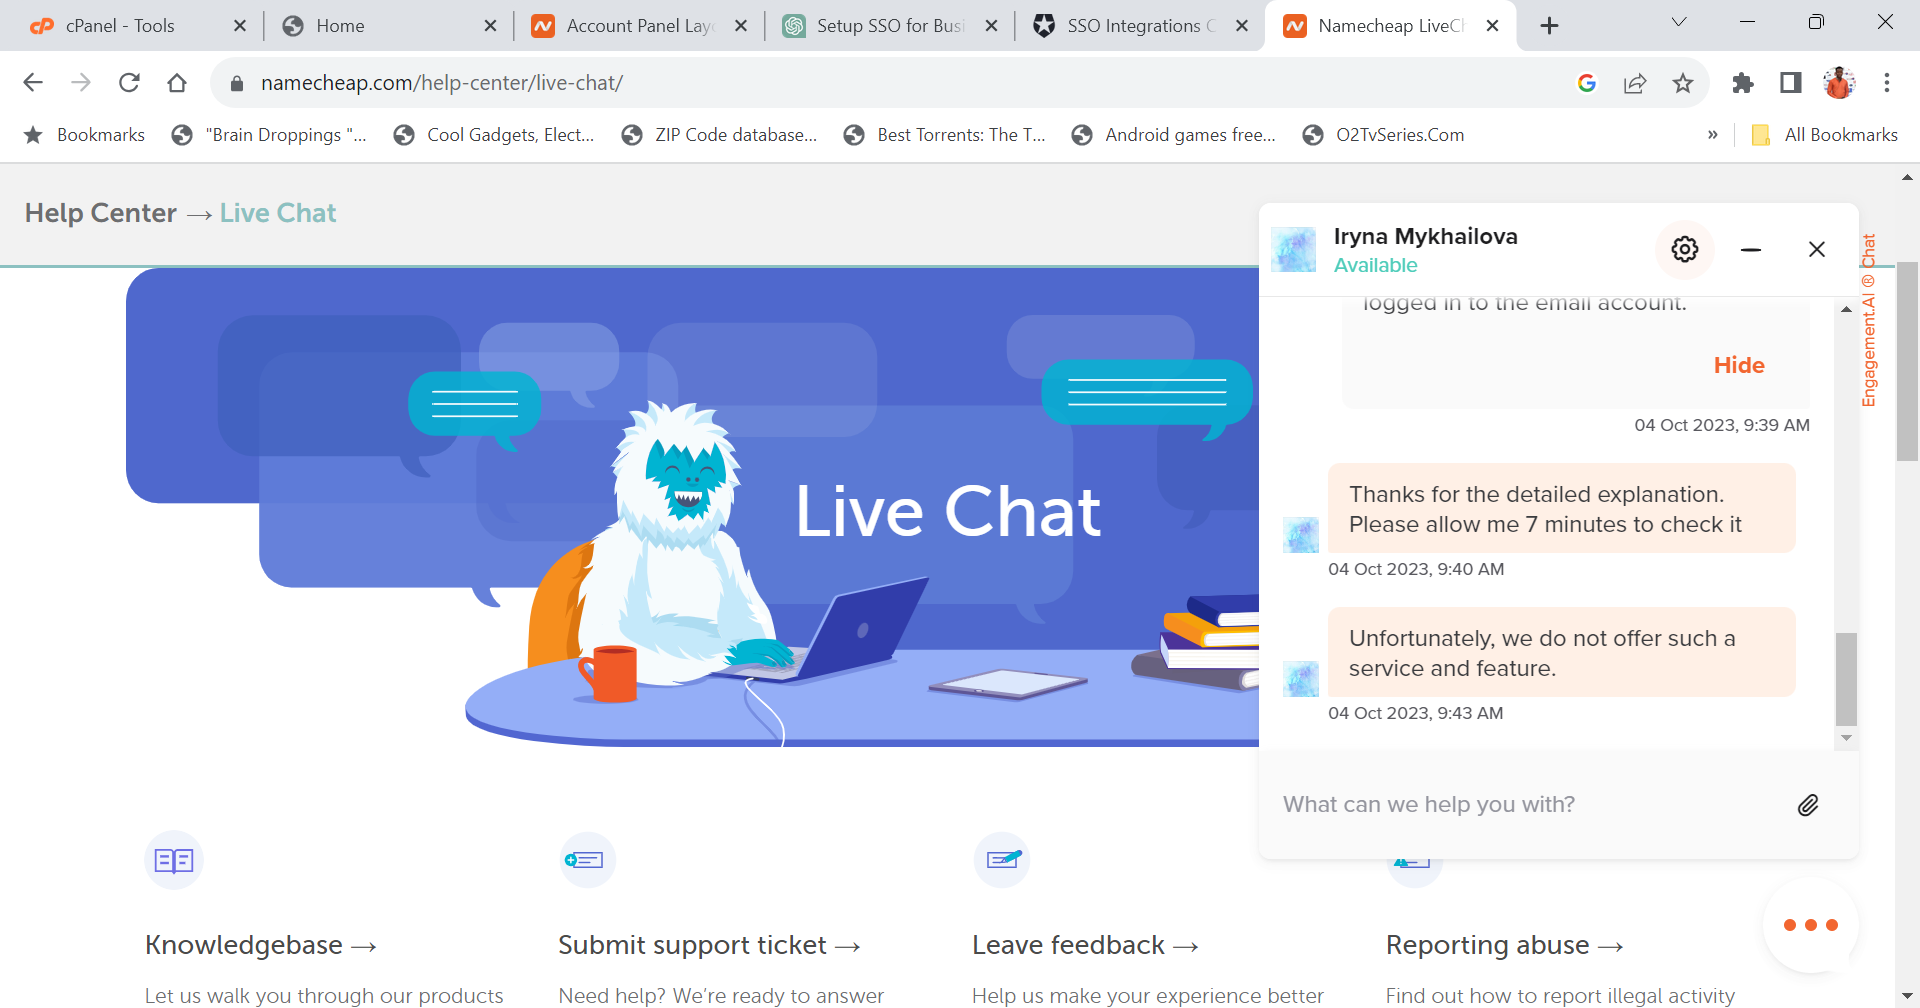 cPanel - Tools
Home
Account Panel Lay
Setup SSO for Busi
SSO Integrations C
Namecheap LiveCh
namecheap.com/help-center/live-chat/
Bookmarks
"Brain Droppings "...
Cool Gadgets, Elect...
ZIP Code database...
Best Torrents: The T...
Android games free...
O2TvSeries.Com
»
All Bookmarks
Help Center → Live Chat
Live Chat
Iryna Mykhailova
Available
Engagement.AI ® Chat
logged in to the email account.
Hide
04 Oct 2023, 9:39 AM
Thanks for the detailed explanation.
Please allow me 7 minutes to check it
04 Oct 2023, 9:40 AM
Unfortunately, we do not offer such a
service and feature.
04 Oct 2023, 9:43 AM
What can we help you with?
Knowledgebase →
Let us walk you through our products
Submit support ticket →
Need help? We're ready to answer
Leave feedback →
Help us make your experience better
Reporting abuse →
Find out how to report illegal activity